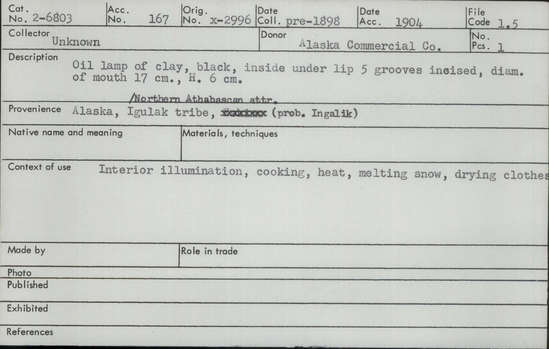 Cat. No. 2-6803 Acc. No. 167 Orig. No. x-2996 Date Coll. pre-1898 Date Acc. 1904 File Code 1.5
Collector Unknown Donor Alaska Commercial Co. No. Pcs. 1
Description Oil lamp of clay, black, inside under lip 5 grooves incised, diam.
of mouth 17 cm., H. 6 cm.
/Northern Athabascan attr.
Provenience Alaska, Igulak tribe, (prob. Ingalik)
Native name and meaning Materials, techniques
Context of use Interior illumination, cooking, heat, melting snow, drying clothes
Made by Role in trade
Photo
Published
Exhibited
References